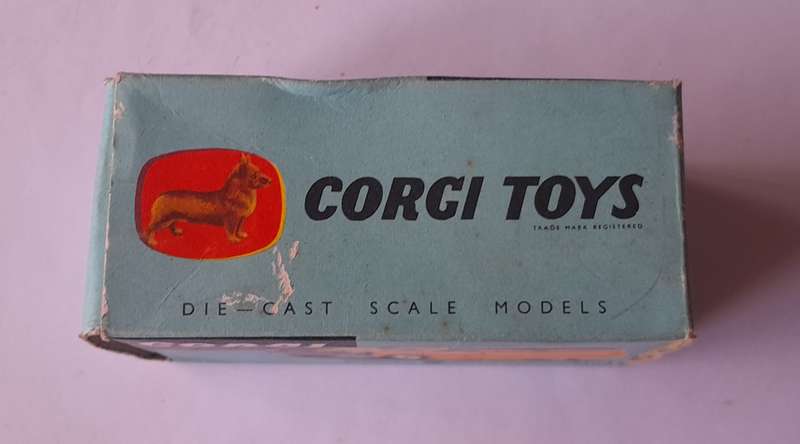 CORGI TOYS
TRADE MARK REGISTERED
DIE—CAST SCALE MODELS